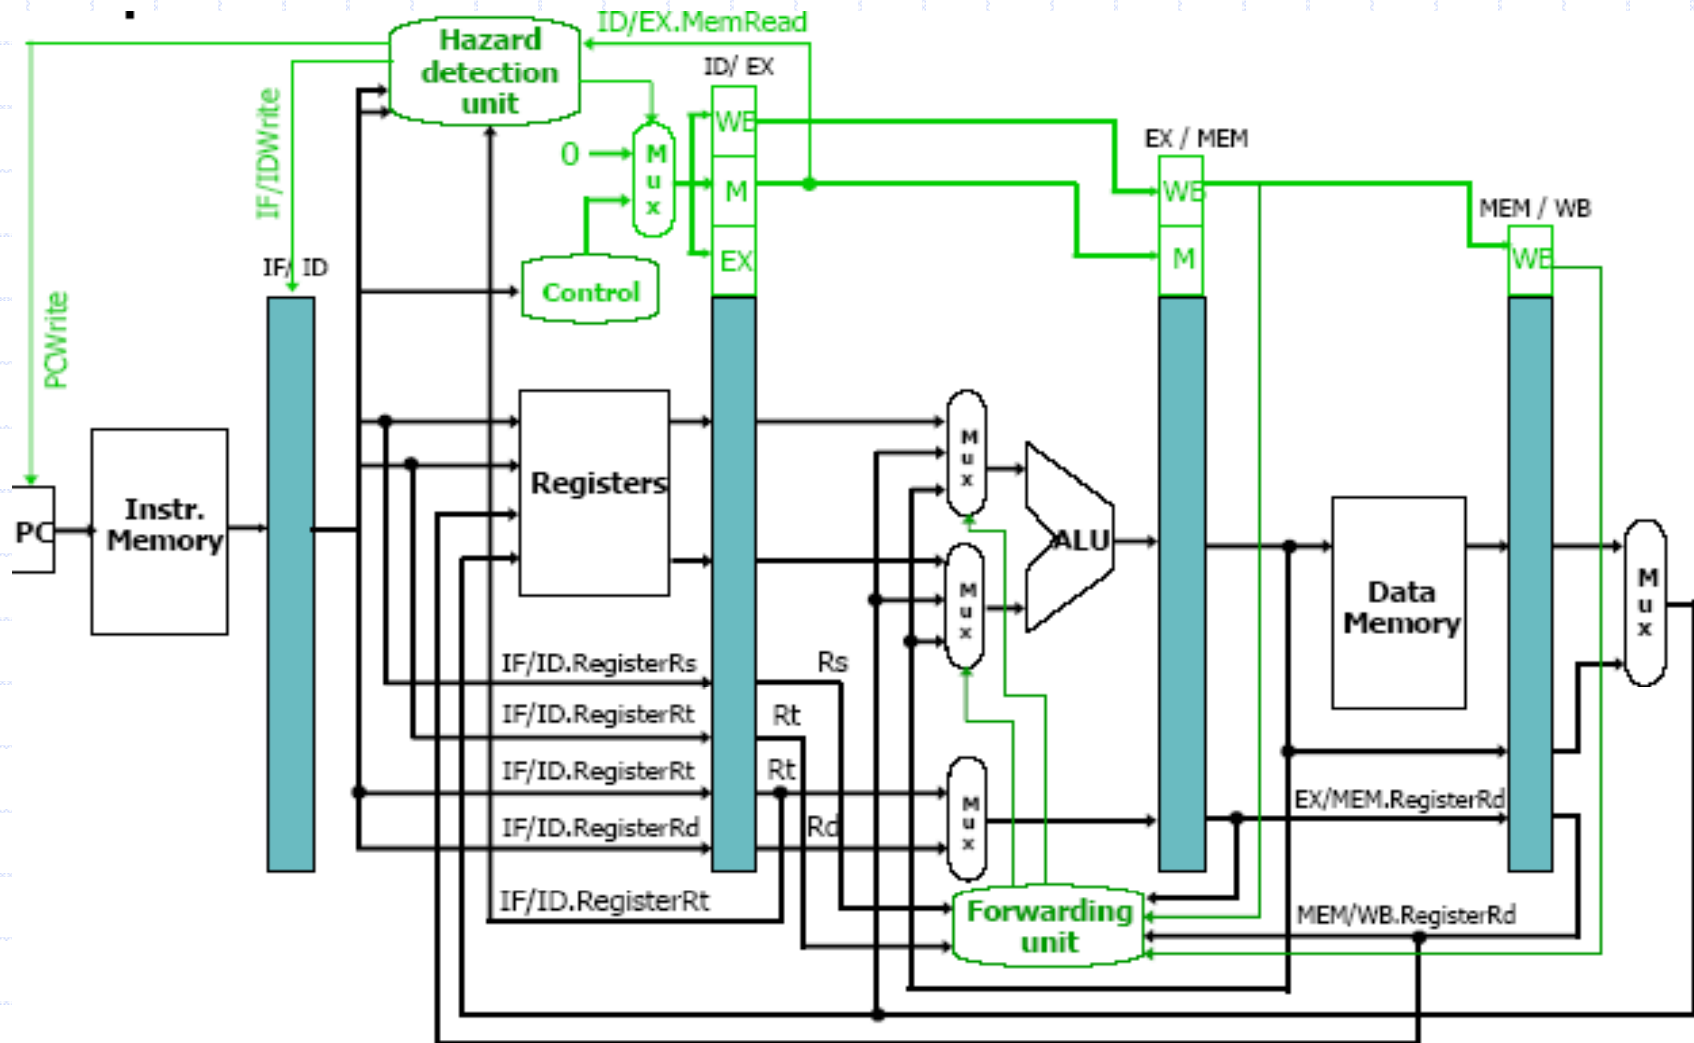 ID/EX.MemRead
Hazard
detection
unit
ID/ EX
IF/IDWrite
WB
EX / MEM
0
M
u
x
M
WB
MEM / WB
EX
M
WB
IF/ ID
Control
PCWrite
M
u
x
Registers
Instr.
Memory
PC
ALU
M
u
x
Data
Memory
M
u
x
IF/ID.RegisterRs
Rs
IF/ID.RegisterRt
Rt
IF/ID.RegisterRt
Rt
IF/ID.RegisterRd
Rd
M
u
x
EX/MEM.RegisterRd
IF/ID.RegisterRt
Forwarding
unit
MEM/WB.RegisterRd